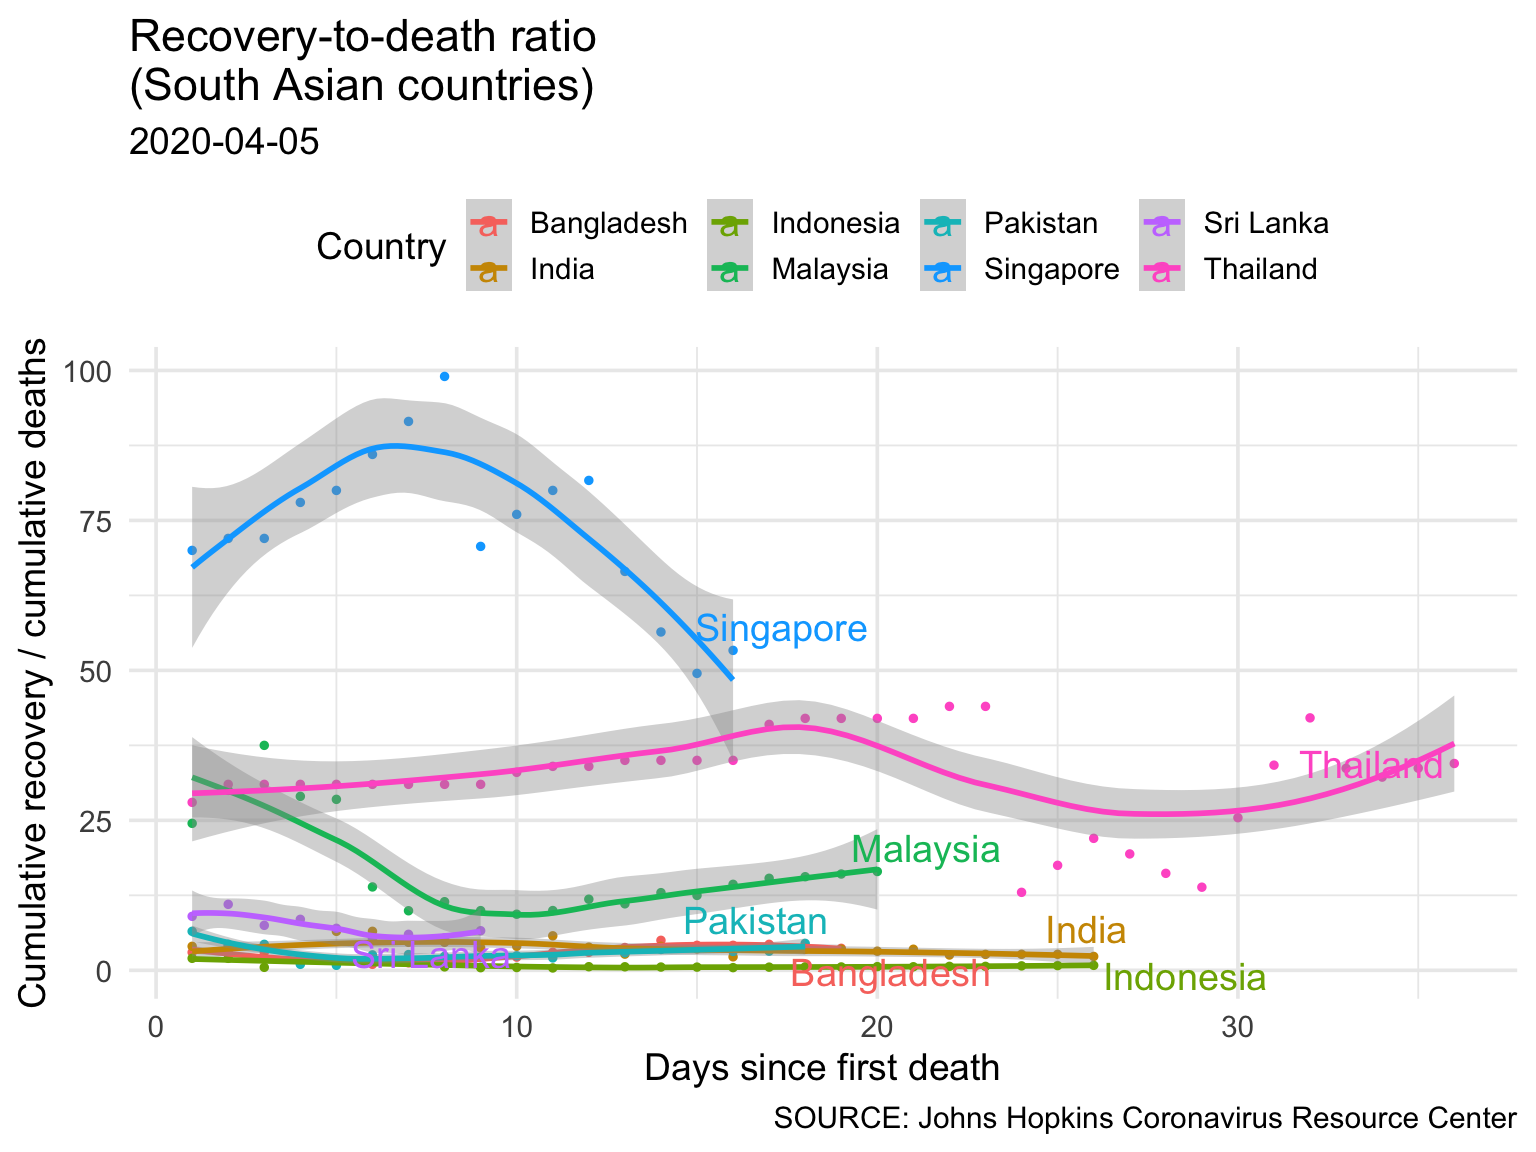 Recovery-to-death ratio
(South Asian countries)
2020-04-05
Country
a Bangladesh a Indonesia a Pakistan a Sri Lanka
a India a Malaysia a Singapore a Thailand
Cumulative recovery / cumulative deaths
100
75
50
25
0
Singapore
Thailand
Malaysia
Pakistan
India
Sri Lanka
Bangladesh
Indonesia
0 10 20 30
Days since first death
SOURCE: Johns Hopkins Coronavirus Resource Center